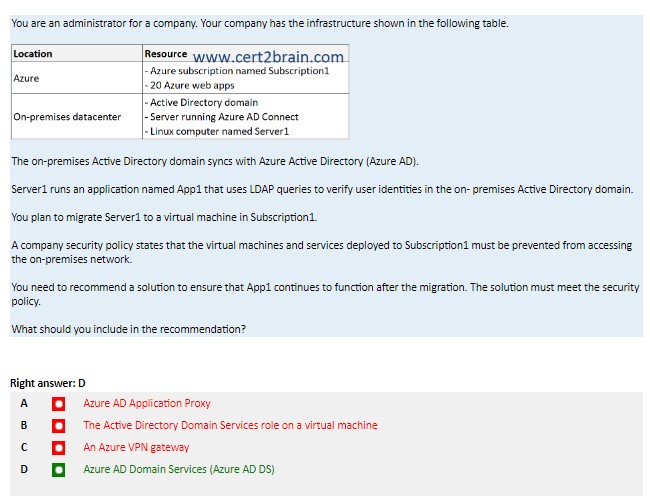 You are an administrator for a company. Your company has the infrastructure shown in the following table.
Location Resource www.cert2brain.com
Azure
- Azure subscription named Subscription1
- 20 Azure web apps
On-premises datacenter
- Active Directory domain
- Server running Azure AD Connect
- Linux computer named Server1
The on-premises Active Directory domain syncs with Azure Active Directory (Azure AD).
Server1 runs an application named App1 that uses LDAP queries to verify user identities in the on- premises Active Directory domain.
You plan to migrate Server1 to a virtual machine in Subscription1.
A company security policy states that the virtual machines and services deployed to Subscription1 must be prevented from accessing
the on-premises network.
You need to recommend a solution to ensure that App1 continues to function after the migration. The solution must meet the security
policy.
What should you include in the recommendation?
Right answer: D
A Azure AD Application Proxy
B The Active Directory Domain Services role on a virtual machine
C An Azure VPN gateway
D Azure AD Domain Services (Azure AD DS)